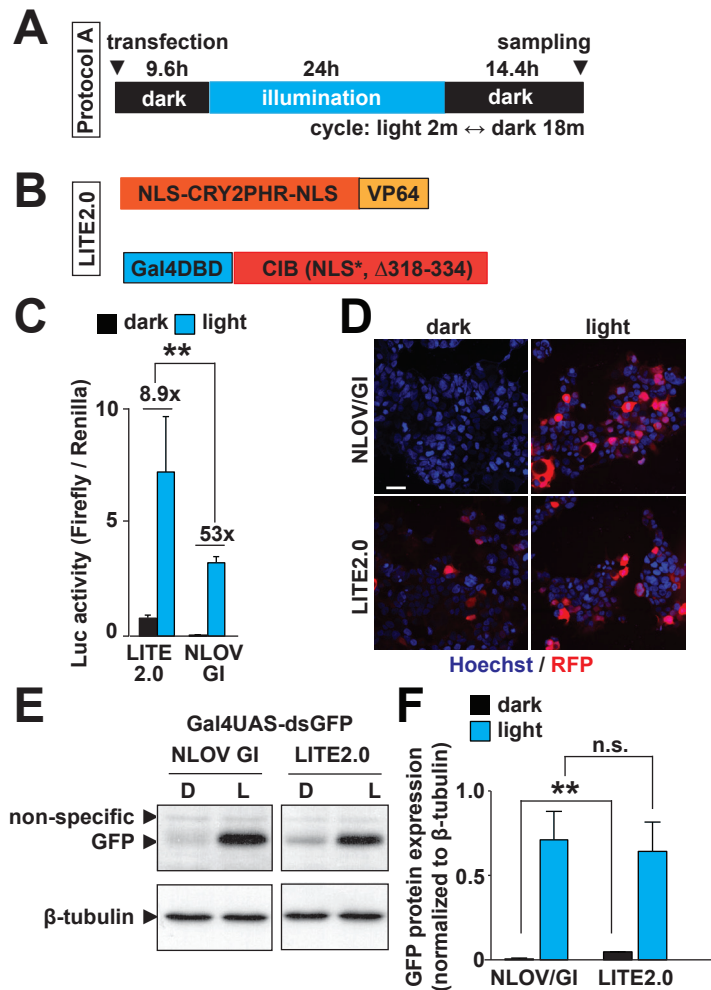 A
Protocol A
transfection
sampling
9.6h
24h
14.4h
dark
illumination
dark
cycle: light 2m ↔ dark 18m
B
LITE2.0
NLS-CRY2PHR-NLS
VP64
Gal4DBD
CIB (NLS*, Δ318-334)
C
dark
light
**
8.9x
53x
10
5
0
Luc activity (Firefly / Renilla)
LITE
2.0
NLOV
GI
D
dark
light
NLOV/GI
LITE2.0
Hoechst / RFP
E
Gal4UAS-dsGFP
NLOV GI
LITE2.0
D
L
D
L
non-specific
GFP
β-tubulin
F
dark
light
n.s.
**
1.0
0.5
0
GFP protein expression
(normalized to β-tubulin)
NLOV/GI
LITE2.0